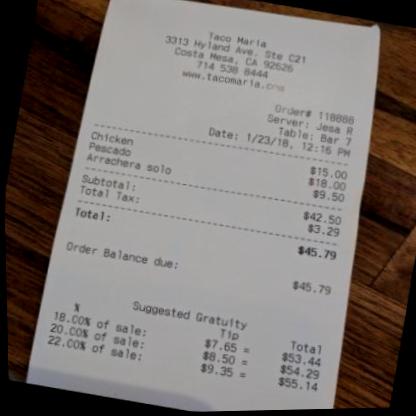 Taco Maria
3313 Hyland Ave. Ste C21
Costa Mesa, CA 92626
714 538 8444
www.tacomaria.com
Order# 118888
Server: Jesa R
Table: Bar 7
Date: 1/23/18, 12:16 PM
Chicken $15.00
Pescado $18.00
Arrachera solo $9.50
Subtotal: $42.50
Total Tax: $3.29
Total: $45.79
Order Balance due: $45.79
Suggested Gratuity
% Tip Total
18.00% of sale: $7.65 = $53.44
20.00% of sale: $8.50 = $54.29
22.00% of sale: $9.35 = $55.14